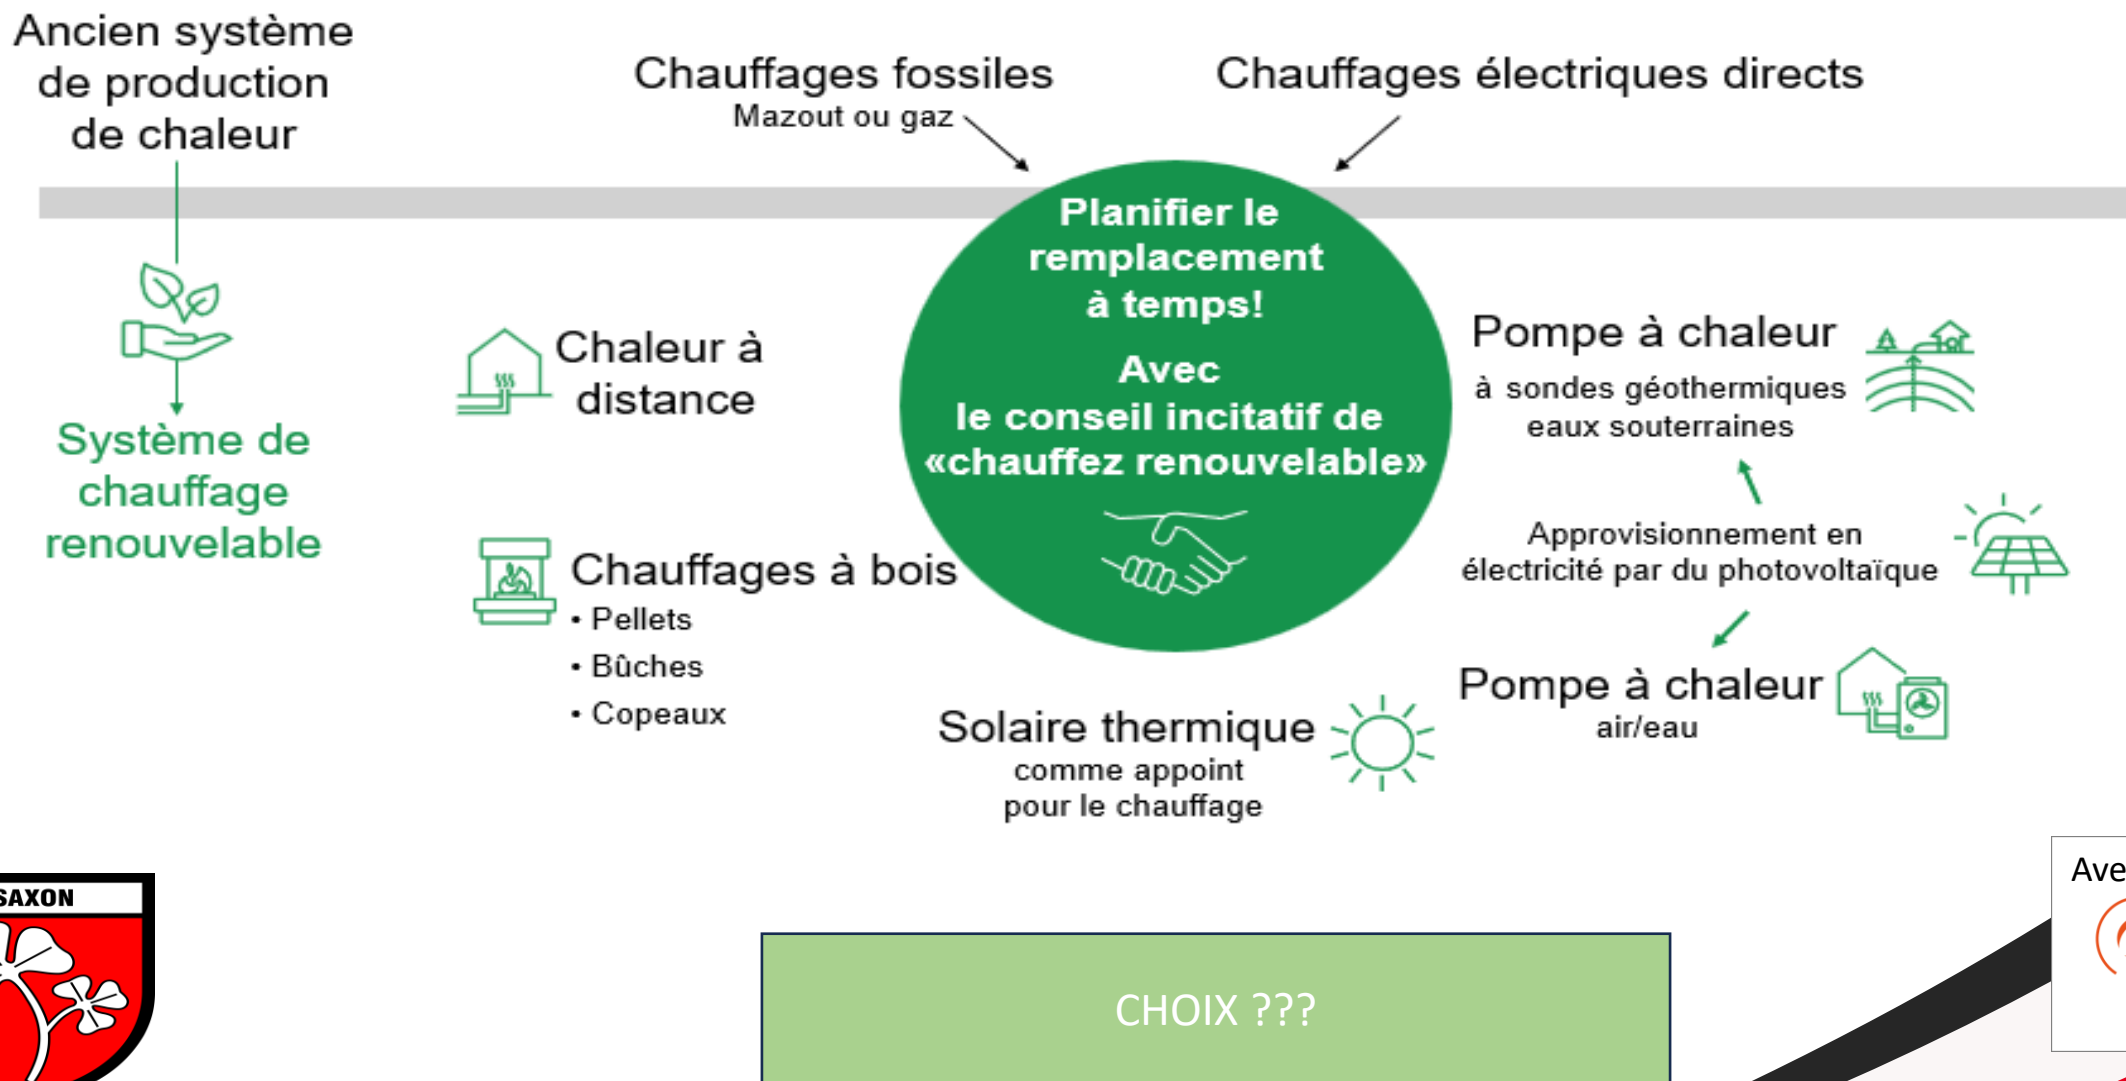 Ancien système
de production
de chaleur
Chauffages fossiles
Mazout ou gaz
Chauffages électriques directs
Planifier le
remplacement
à temps!
Avec
le conseil incitatif de
«chauffez renouvelable»
Système de
chauffage
renouvelable
Chaleur à
distance
Chauffages à bois
• Pellets
• Bûches
• Copeaux
Solaire thermique
comme appoint
pour le chauffage
Pompe à chaleur
à sondes géothermiques
eaux souterraines
Approvisionnement en
électricité par du photovoltaïque
Pompe à chaleur
air/eau
SAXON
CHOIX ???
Ave